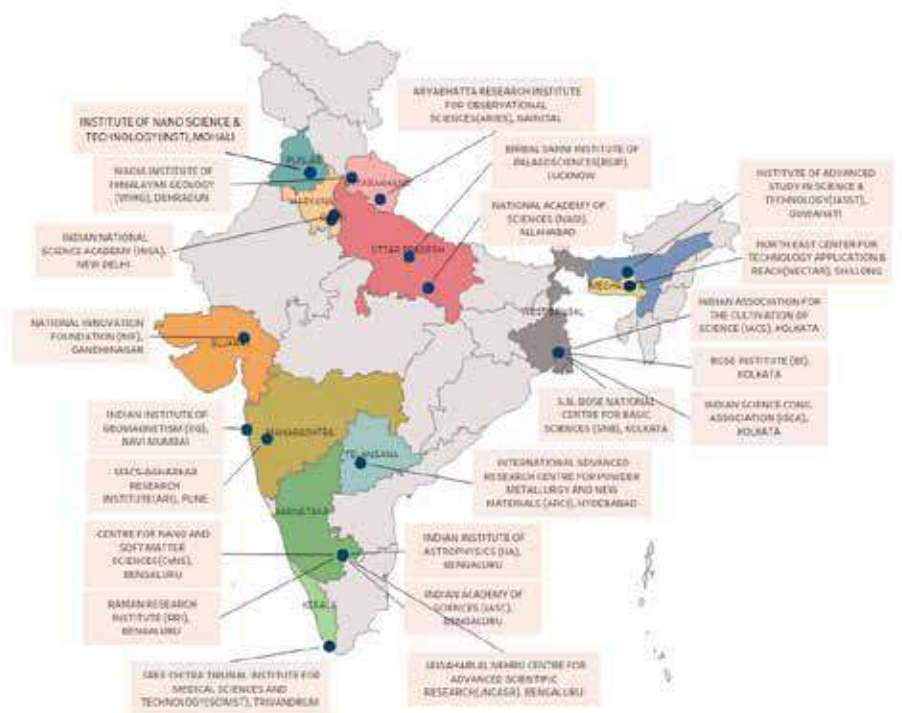 ARYABHATTA RESEARCH INSTITUTE
FOR OBSERVATIONAL
SCIENCES(ARIES), NAINITAL
INSTITUTE OF NANO SCIENCE &
TECHNOLOGY(INST), MOHALI
BIRBAL SAHNI INSTITUTE OF
PALAEOSCIENCES(BSIP),
LUCKNOW
WADIA INSTITUTE OF
HIMALAYAN GEOLOGY
(WIHG), DEHRADUN
NATIONAL ACADEMY OF
SCIENCES (NASI),
ALLAHABAD
INSTITUTE OF ADVANCED
STUDY IN SCIENCE &
TECHNOLOGY(IASST),
GUWAHATI
INDIAN NATIONAL
SCIENCE ACADEMY (INSA),
NEW DELHI
NORTH EAST CENTER FOR
TECHNOLOGY APPLICATION &
REACH(NECTAR), SHILLONG
PUNJAB
UTTARAKHAND
HARYANA
UTTAR PRADESH
WEST BENGAL
NATIONAL INNOVATION
FOUNDATION (NIF),
GANDHINAGAR
GUJARAT
INDIAN ASSOCIATION FOR
THE CULTIVATION OF
SCIENCE (IACS), KOLKATA
BOSE INSTITUTE (BI),
KOLKATA
S.N. BOSE NATIONAL
CENTRE FOR BASIC
SCIENCES (SNB), KOLKATA
INDIAN SCIENCE CONG.
ASSOCIATION (ISCA),
KOLKATA
INDIAN INSTITUTE OF
GEOMAGNETISM (IIG),
NAVI MUMBAI
MAHARASHTRA
TELANGANA
MACS-AGHARKAR
RESEARCH
INSTITUTE(ARI), PUNE
INTERNATIONAL ADVANCED
RESEARCH CENTRE FOR POWDER
METALLURGY AND NEW
MATERIALS (ARCI), HYDERABAD
KARNATAKA
CENTRE FOR NANO AND
SOFT MATTER
SCIENCES(CeNS),
BENGALURU
INDIAN INSTITUTE OF
ASTROPHYSICS (IIA),
BENGALURU
RAMAN RESEARCH
INSTITUTE (RRI),
BENGALURU
KERALA
INDIAN ACADEMY OF
SCIENCES (IASC),
BENGALURU
SREE CHITRA TIRUNAL INSTITUTE FOR
MEDICAL SCIENCES AND
TECHNOLOGY(SCIMST), TRIVANDRUM
JAWAHARLAL NEHRU CENTRE FOR
ADVANCED SCIENTIFIC
RESEARCH(JNCASR), BENGALURU